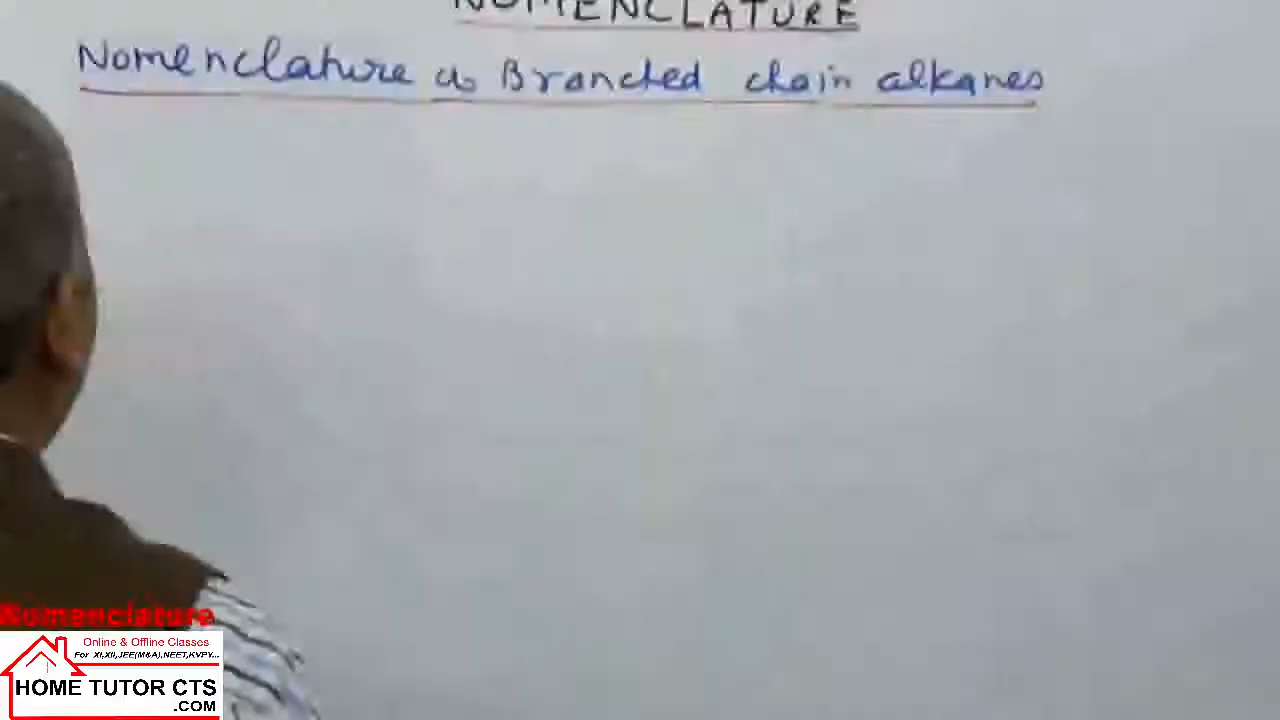 NOMENCLATURE
Nomenclature of Branched chain alkanes
Nomenclature
Online & Offline Classes
For XI,XII,JEE(M&A),NEET,KVPY...
HOME TUTOR CTS
.COM